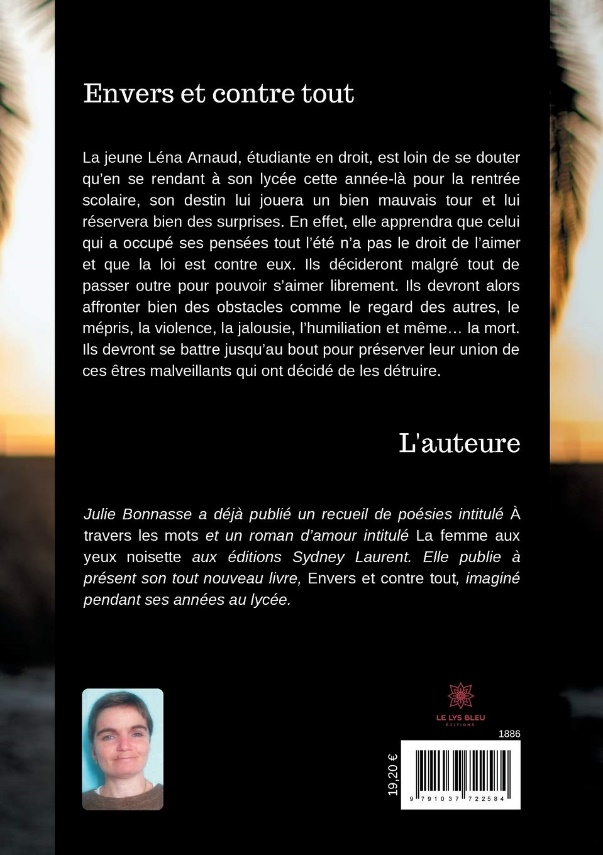 Envers et contre tout
La jeune Léna Arnaud, étudiante en droit, est loin de se douter
qu'en se rendant à son lycée cette année-là pour la rentrée
scolaire, son destin lui jouera un bien mauvais tour et lui
réservera bien des surprises. En effet, elle apprendra que celui
qui a occupé ses pensées tout l'été n'a pas le droit de l'aimer
et que la loi est contre eux. Ils décideront malgré tout de
passer outre pour pouvoir s'aimer librement. Ils devront alors
affronter bien des obstacles comme le regard des autres, le
mépris, la violence, la jalousie, l'humiliation et même… la mort.
Ils devront se battre jusqu'au bout pour préserver leur union de
ces êtres malveillants qui ont décidé de les détruire.
L'auteure
Julie Bonnasse a déjà publié un recueil de poésies intitulé À
travers les mots et un roman d'amour intitulé La femme aux
yeux noisette aux éditions Sydney Laurent. Elle publie à
présent son tout nouveau livre, Envers et contre tout, imaginé
pendant ses années au lycée.
LE LYS BLEU
ÉDITIONS
1886
19,20 €
9 791037 722584